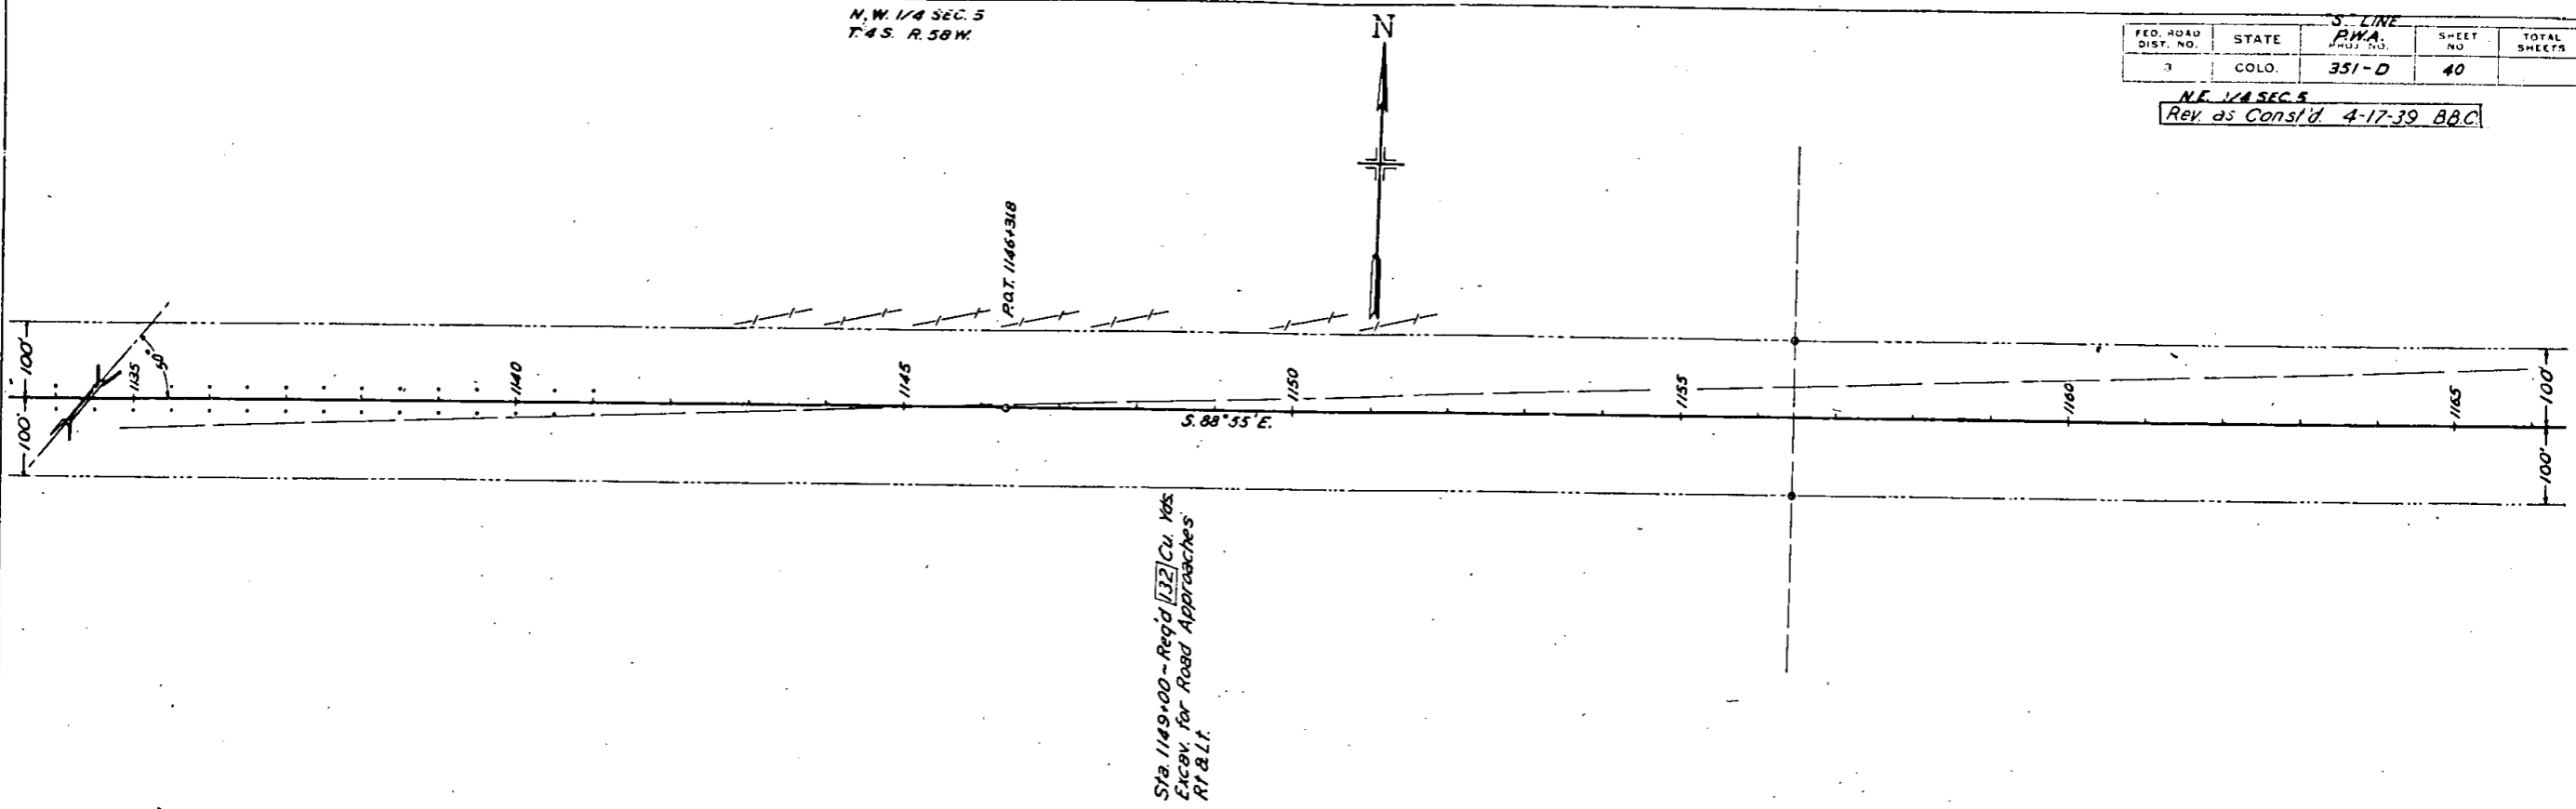 N.W. 1/4 SEC. 5
T. 4 S. R. 58 W.
N
"S" LINE
FED. ROAD DIST. NO.
STATE
P.W.A. PROJ. NO.
SHEET NO
TOTAL SHEETS
3
COLO.
351-D
40
N.E. 1/4 SEC. 5
Rev. as Const'd. 4-17-39 B.B.C.
P.O.T. 1146+31.8
100'
100'
50°
1135
1140
1145
1150
1155
1160
1165
100'
100'
S. 88° 55' E.
Sta. 1149+00 - Req'd 132 Cu. Yds.
Excav. for Road Approaches
Rt & Lt.